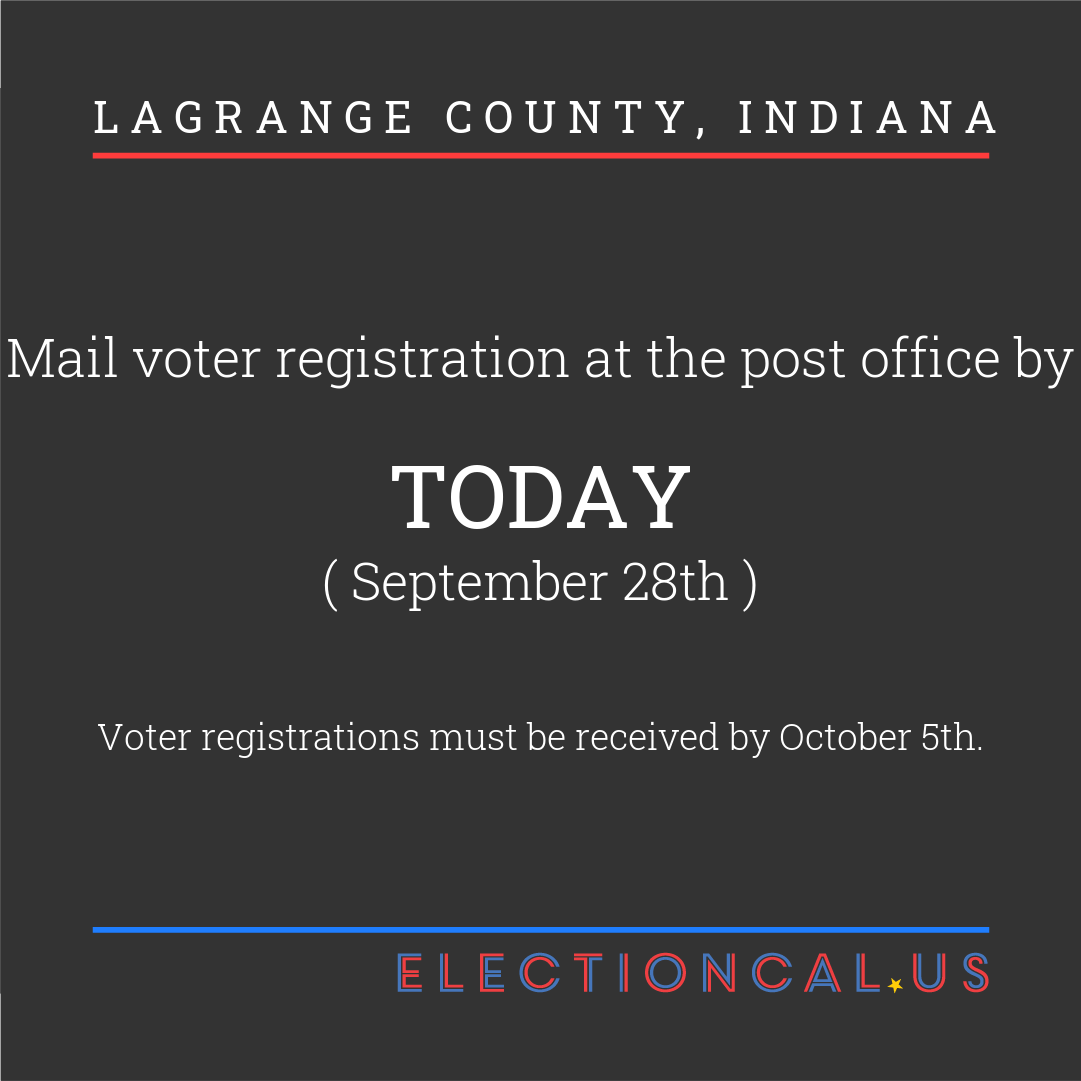 LAGRANGE COUNTY, INDIANA
Mail voter registration at the post office by
TODAY
( September 28th )
Voter registrations must be received by October 5th.
ELECTIONCAL.US